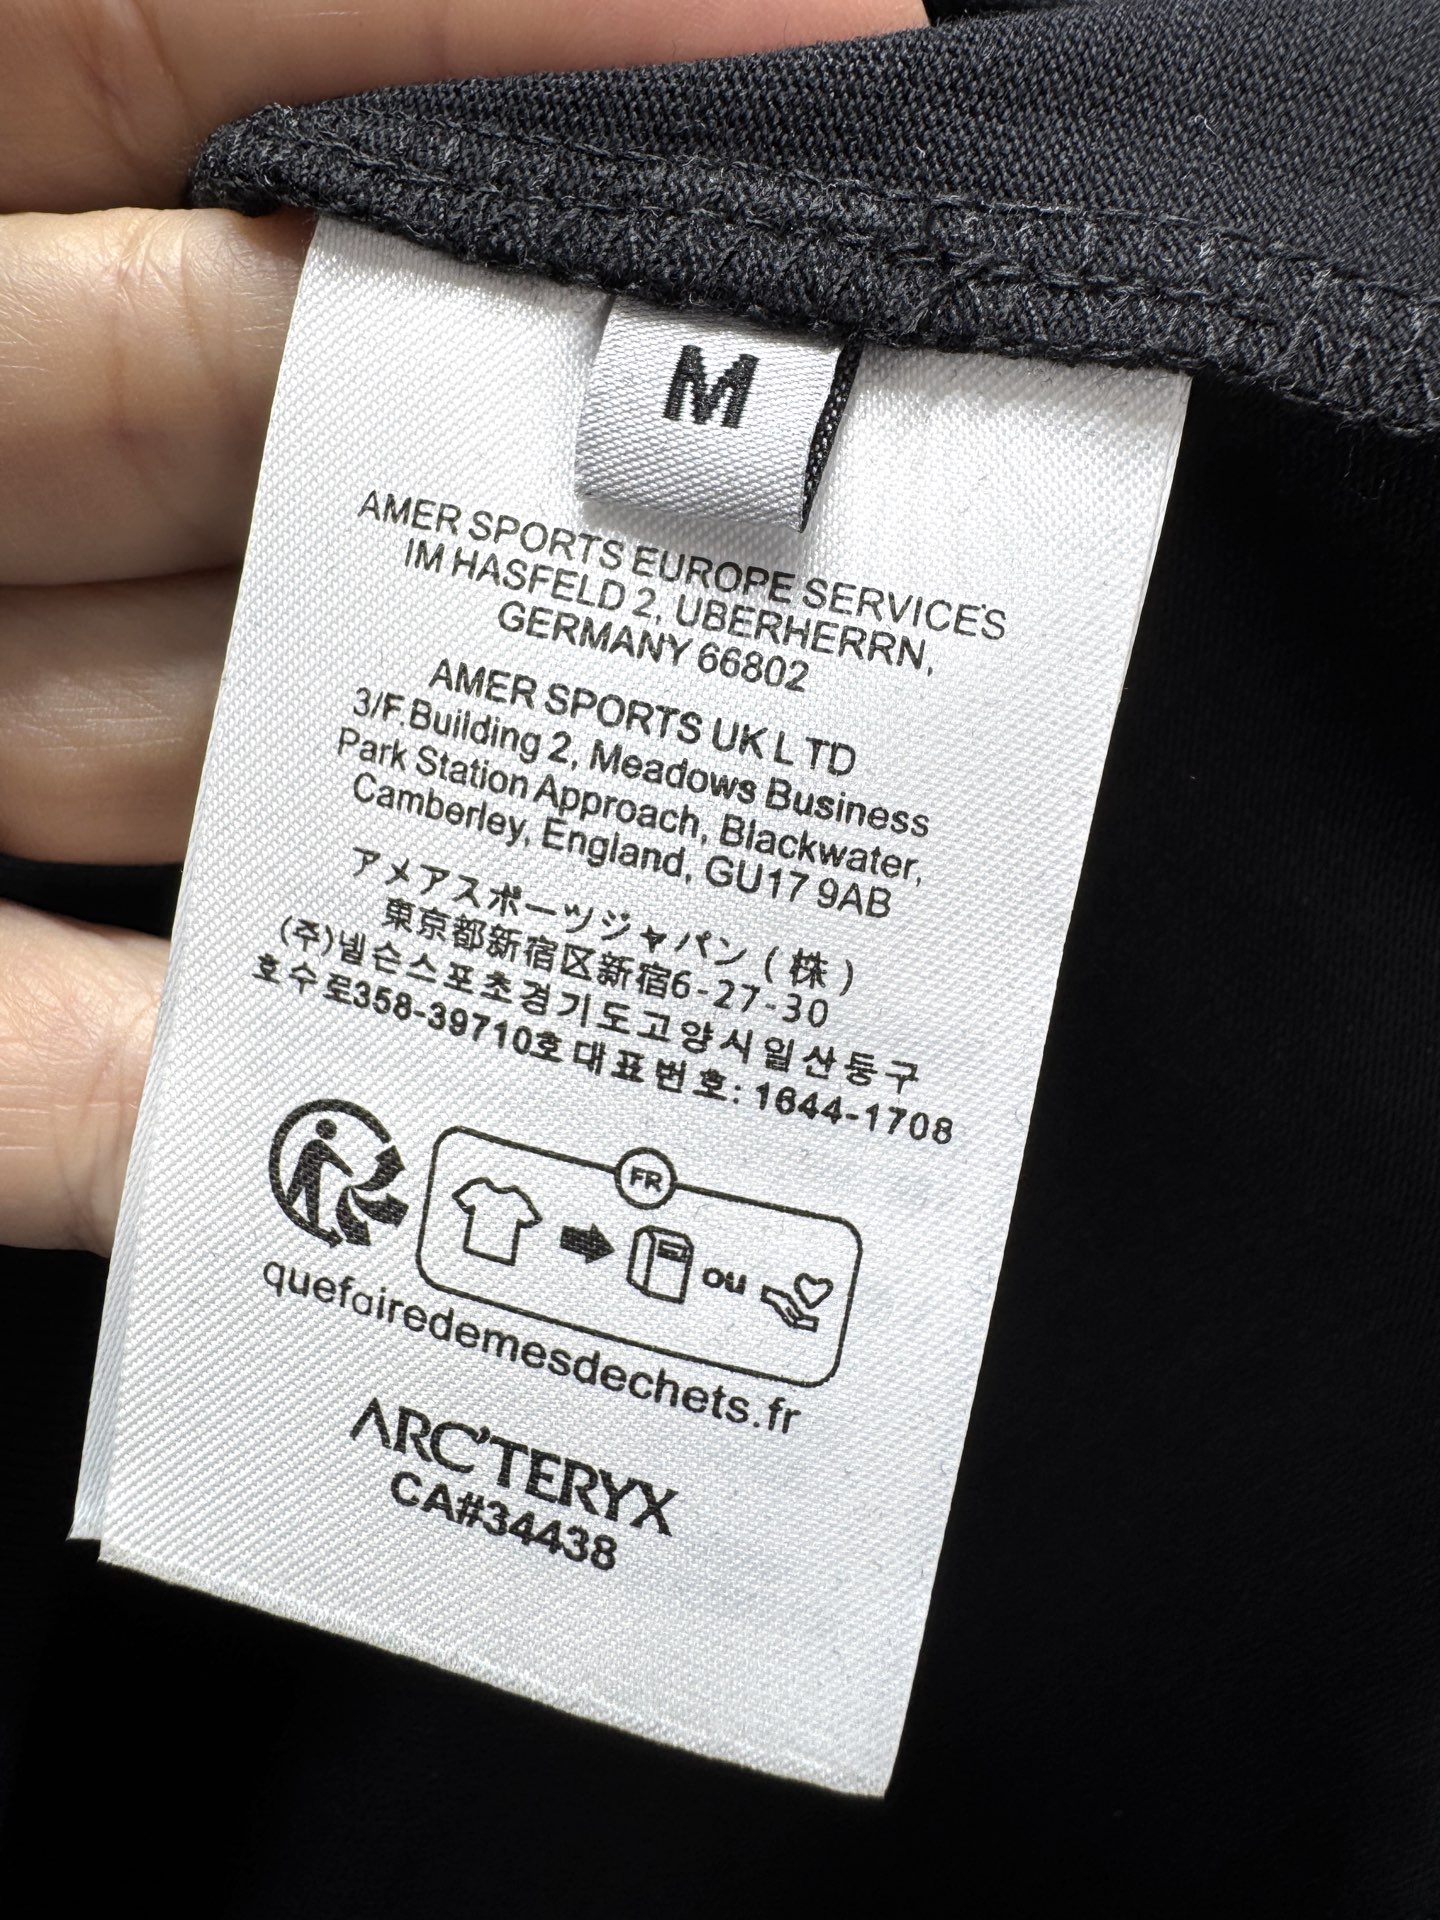 M
AMER SPORTS EUROPE SERVICES
IM HASFELD 2, UBERHERRN,
GERMANY 66802
AMER SPORTS UK L TD
3/F.Building 2, Meadows Business
Park Station Approach, Blackwater,
Camberley, England, GU17 9AB
アメアスポーツジャパン(株)
東京都新宿区新宿6-27-30
(주)넬슨스포츠경기도고양시일산동구
호수로358-39710호대표번호: 1644-1708
FR
ou
quefairedemesdechets.fr
ARC'TERYX
CA#34438